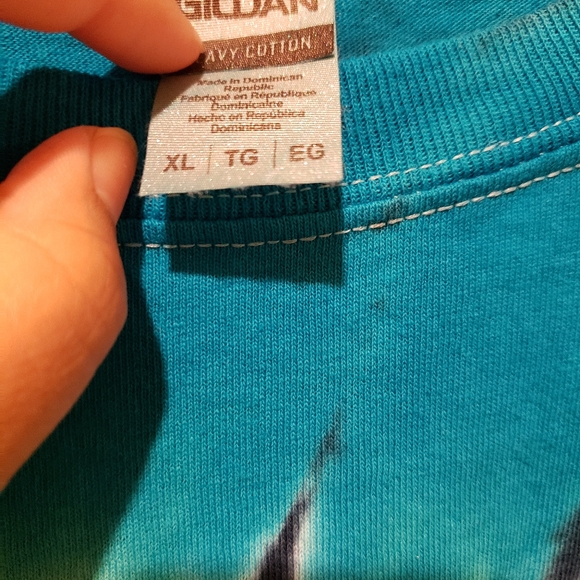 GILDAN
AVY COTTON
Made in Dominican
Republic
Fabriqué en République
Dominicaine
Hecho en República
Dominicana
XL | TG | EG